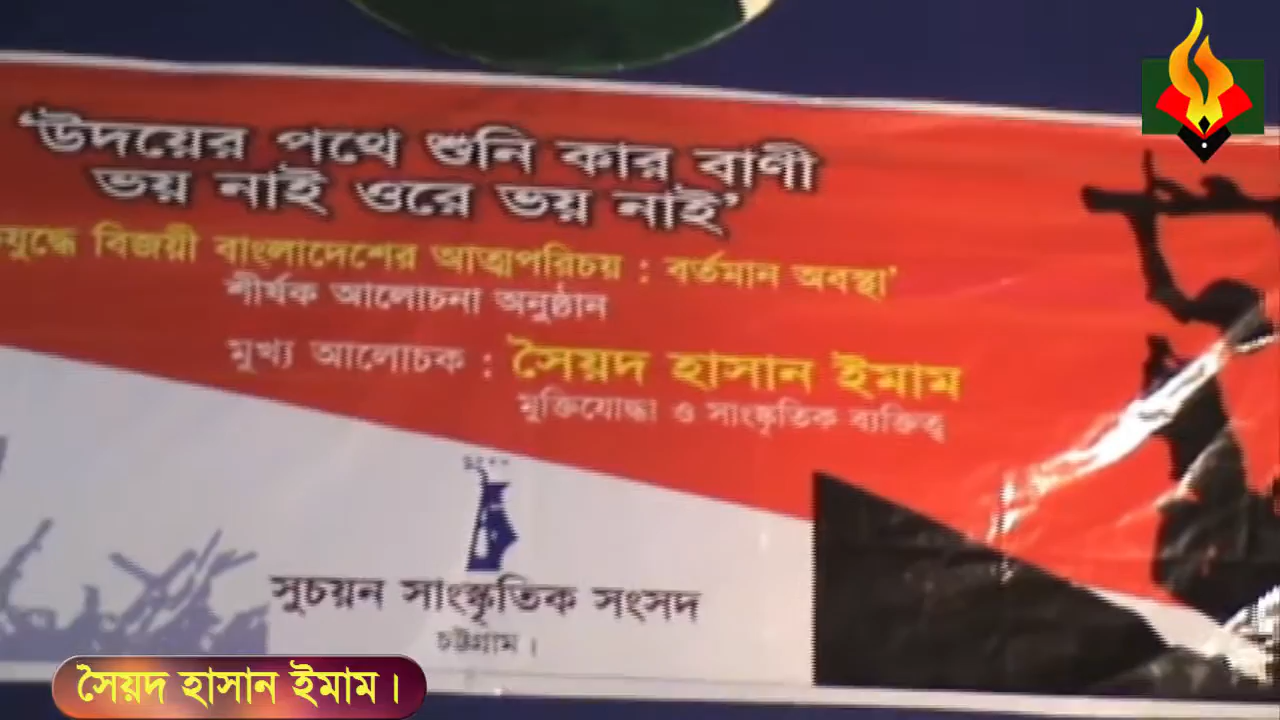 ‘উদয়ের পথে শুনি কার বাণী
ভয় নাই ওরে ভয় নাই’
বিজয়ী বাংলাদেশের আত্মপরিচয় : বর্তমান অবস্থা’
শীর্ষক আলোচনা অনুষ্ঠান
মুখ্য আলোচক : সৈয়দ হাসান ইমাম
মুক্তিযোদ্ধা ও সাংস্কৃতিক ব্যক্তিত্ব
সুচয়ন সাংস্কৃতিক সংসদ
চট্টগ্রাম।
সৈয়দ হাসান ইমাম।